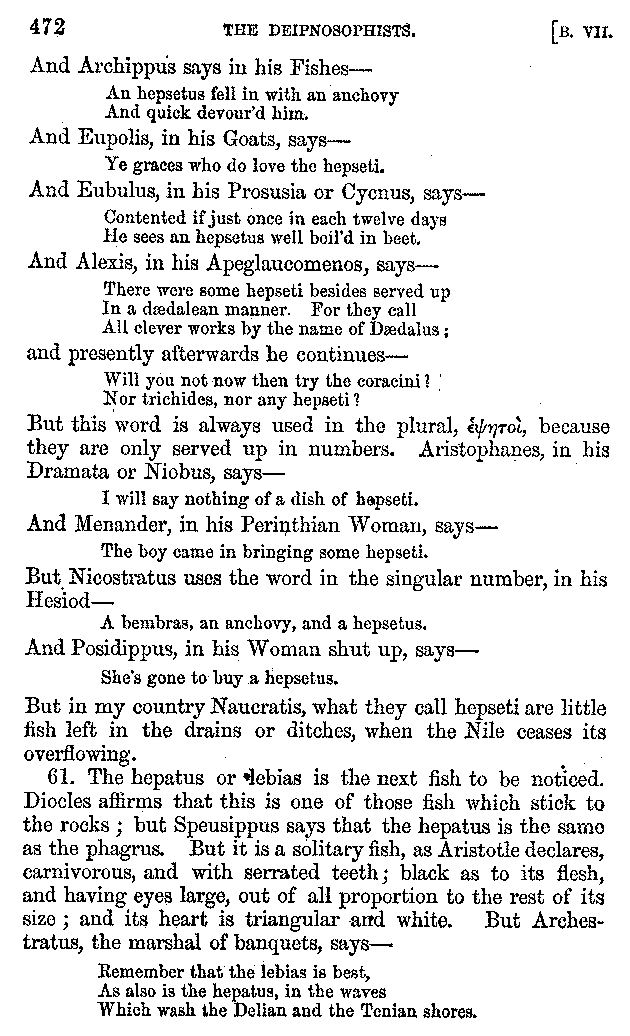 472 THE DEIPNOSOPHISTS. [B. VII.
And Archippus says in his Fishes—
An hepsetus fell in with an anchovy
And quick devour'd him.
And Eupolis, in his Goats, says—
Ye graces who do love the hepseti.
And Eubulus, in his Prosusia or Cycnus, says—
Contented if just once in each twelve days
He sees an hepsetus well boil'd in beet.
And Alexis, in his Apeglaucomenos, says—
There were some hepseti besides served up
In a dædalean manner. For they call
All clever works by the name of Dædalus;
and presently afterwards he continues—
Will you not now then try the coracini?
Nor trichides, nor any hepseti?
But this word is always used in the plural, ἑψητοὶ, because
they are only served up in numbers. Aristophanes, in his
Dramata or Niobus, says—
I will say nothing of a dish of hepseti.
And Menander, in his Perinthian Woman, says—
The boy came in bringing some hepseti.
But Nicostratus uses the word in the singular number, in his
Hesiod—
A bembras, an anchovy, and a hepsetus.
And Posidippus, in his Woman shut up, says—
She's gone to buy a hepsetus.
But in my country Naucratis, what they call hepseti are little
fish left in the drains or ditches, when the Nile ceases its
overflowing.
61. The hepatus or lebias is the next fish to be noticed.
Diocles affirms that this is one of those fish which stick to
the rocks; but Speusippus says that the hepatus is the same
as the phagrus. But it is a solitary fish, as Aristotle declares,
carnivorous, and with serrated teeth; black as to its flesh,
and having eyes large, out of all proportion to the rest of its
size; and its heart is triangular and white. But Arches-
tratus, the marshal of banquets, says—
Remember that the lebias is best,
As also is the hepatus, in the waves
Which wash the Delian and the Tenian shores.